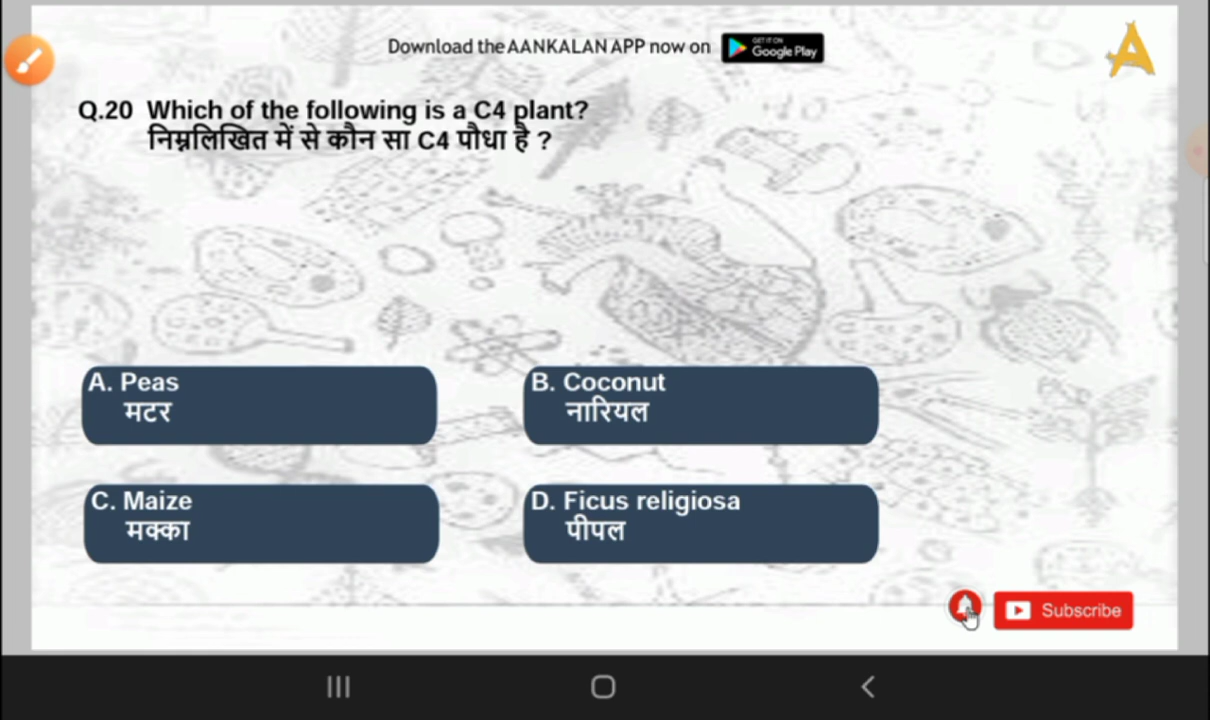 Download the AANKALAN APP now on
GET IT ON
Google Play
Q.20 Which of the following is a C4 plant?
निम्नलिखित में से कौन सा C4 पौधा है ?
A. Peas
मटर
B. Coconut
नारियल
C. Maize
मक्का
D. Ficus religiosa
पीपल
Subscribe